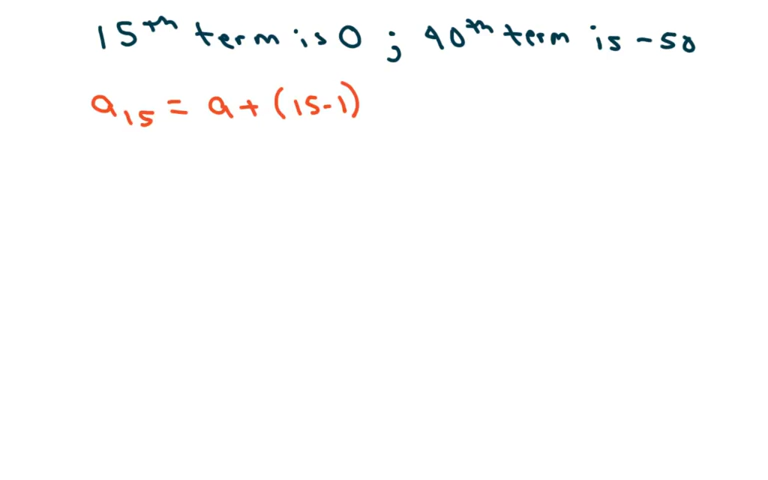 15ᵗʰ term is 0 ; 40ᵗʰ term is -50
a₁₅ = a + (15-1)